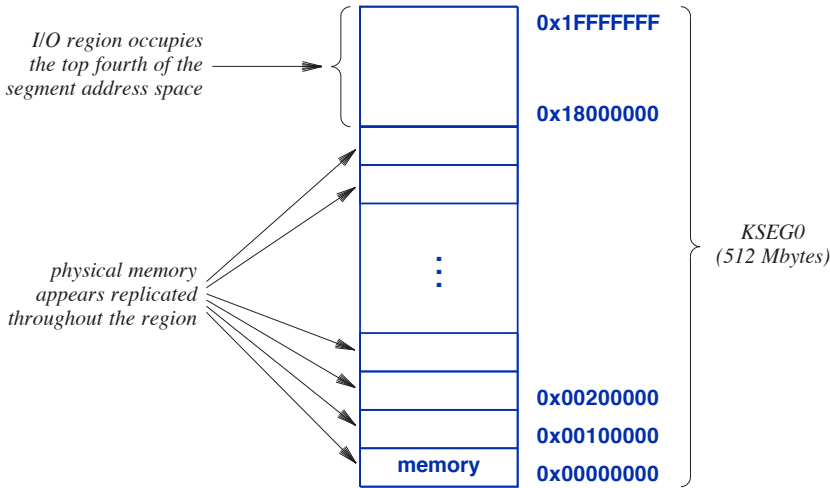 I/O region occupies
the top fourth of the
segment address space
0x1FFFFFFF
0x18000000
physical memory
appears replicated
throughout the region
KSEG0
(512 Mbytes)
0x00200000
0x00100000
memory
0x00000000